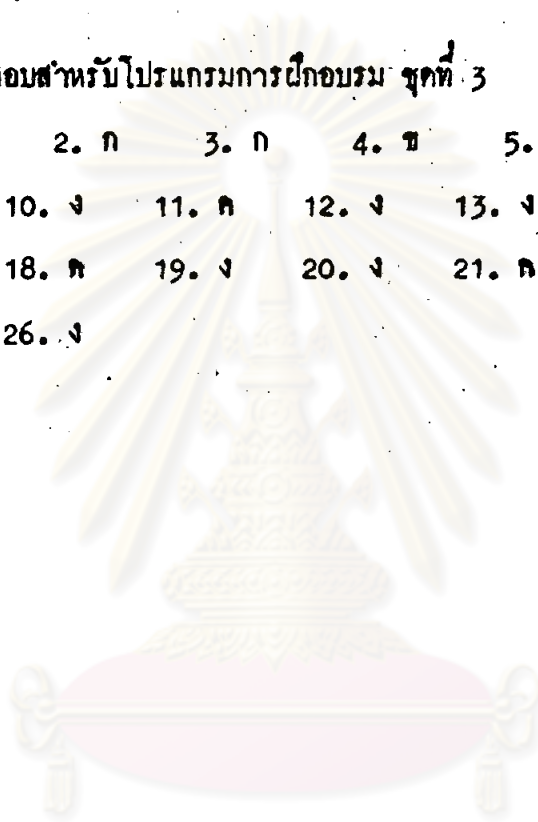 อบสำหรับโปรแกรมการฝึกอบรม ชุดที่ 3
2. ก 3. ก 4. ข 5.
10. ง 11. ค 12. ง 13. ง
18. ค 19. ง 20. ง 21. ค
26. ง